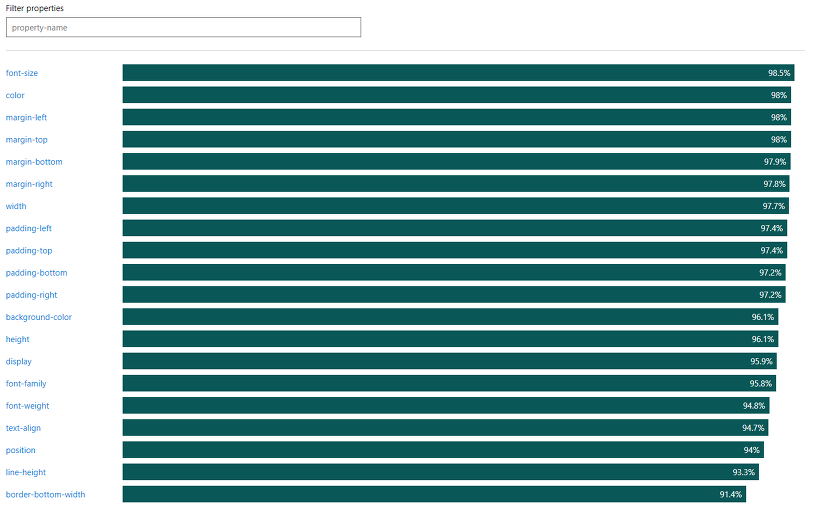 Filter properties
property-name
font-size 98.5%
color 98%
margin-left 98%
margin-top 98%
margin-bottom 97.9%
margin-right 97.8%
width 97.7%
padding-left 97.4%
padding-top 97.4%
padding-bottom 97.2%
padding-right 97.2%
background-color 96.1%
height 96.1%
display 95.9%
font-family 95.8%
font-weight 94.8%
text-align 94.7%
position 94%
line-height 93.3%
border-bottom-width 91.4%